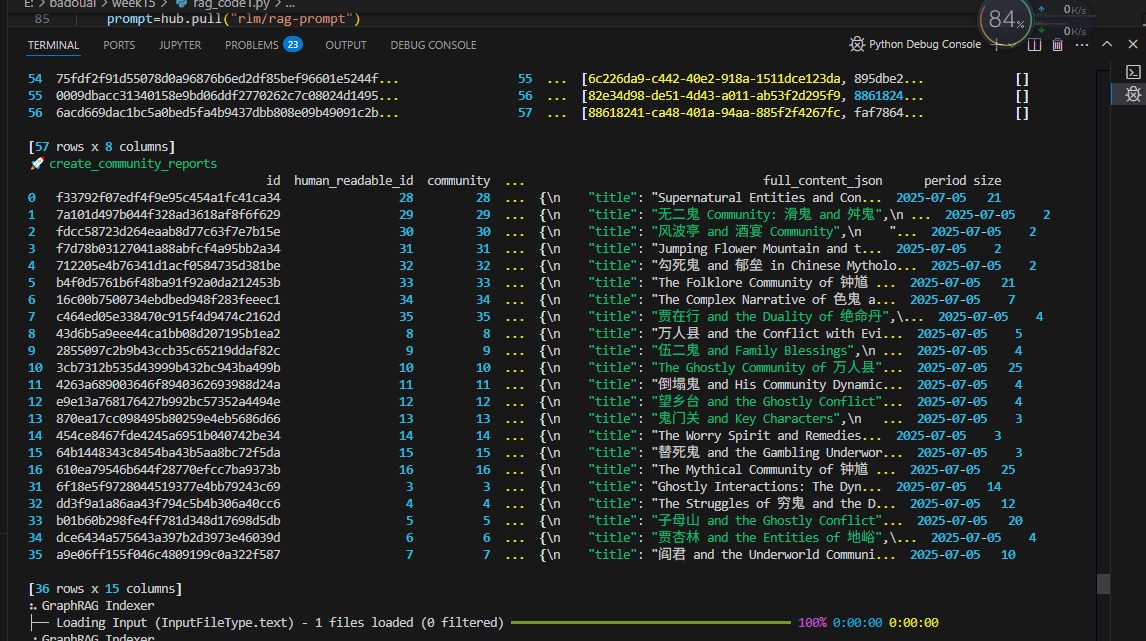 E: > badouai > week15 > rag_code1.py > ...
85 prompt=hub.pull("rlm/rag-prompt")
84%
0K/s
0K/s
TERMINAL PORTS JUPYTER PROBLEMS 23 OUTPUT DEBUG CONSOLE Python Debug Console
54 75fdf2f91d55078d0a96876b6ed2df85bef96601e5244f... 55 ... [6c226da9-c442-40e2-918a-1511dce123da, 895dbe2... []
55 0009dbacc31340158e9bd06ddf2770262c7c08024d1495... 56 ... [82e34d98-de51-4d43-a011-ab53f2d295f9, 8861824... []
56 6acd669dac1bc5a0bed5fa4b9437dbb808e09b49091c2b... 57 ... [88618241-ca48-401a-94aa-885f2f4267fc, faf7864... []
[57 rows x 8 columns]
🚀 create_community_reports
id human_readable_id community ... full_content_json period size
0 f33792f07edf4f9e95c454a1fc41ca34 28 28 ... {\n "title": "Supernatural Entities and Con... 2025-07-05 21
1 7a101d497b044f328ad3618af8f6f629 29 29 ... {\n "title": "无二鬼 Community: 滑鬼 and 舛鬼",\n ... 2025-07-05 2
2 fdcc58723d264eaab8d77c63f7e7b15e 30 30 ... {\n "title": "风波亭 and 酒宴 Community",\n "... 2025-07-05 2
3 f7d78b03127041a88abfcf4a95bb2a34 31 31 ... {\n "title": "Jumping Flower Mountain and t... 2025-07-05 2
4 712205e4b76341d1acf0584735d381be 32 32 ... {\n "title": "勾死鬼 and 郁垒 in Chinese Mytholo... 2025-07-05 2
5 b4f0d5761b6f48ba91f92a0da212453b 33 33 ... {\n "title": "The Folklore Community of 钟馗 ... 2025-07-05 21
6 16c00b7500734ebdbed948f283feeec1 34 34 ... {\n "title": "The Complex Narrative of 色鬼 a... 2025-07-05 7
7 c464ed05e338470c915f4d9474c2162d 35 35 ... {\n "title": "贾在行 and the Duality of 绝命丹",\... 2025-07-05 4
8 43d6b5a9eee44ca1bb08d207195b1ea2 8 8 ... {\n "title": "万人县 and the Conflict with Evi... 2025-07-05 5
9 2855097c2b9b43ccb35c65219ddaf82c 9 9 ... {\n "title": "伍二鬼 and Family Blessings",\n ... 2025-07-05 4
10 3cb7312b535d43999b432bc943ba499b 10 10 ... {\n "title": "The Ghostly Community of 万人县"... 2025-07-05 25
11 4263a689003646f8940362693988d24a 11 11 ... {\n "title": "倒塌鬼 and His Community Dynamic... 2025-07-05 4
12 e9e13a768176427b992bc57352a4494e 12 12 ... {\n "title": "望乡台 and the Ghostly Conflict"... 2025-07-05 4
13 870ea17cc098495b80259e4eb5686d66 13 13 ... {\n "title": "鬼门关 and Key Characters",\n ... 2025-07-05 3
14 454ce8467fde4245a6951b040742be34 14 14 ... {\n "title": "The Worry Spirit and Remedies... 2025-07-05 3
15 64b1448343c8454ba43b5aa8bc72f5da 15 15 ... {\n "title": "替死鬼 and the Gambling Underwor... 2025-07-05 3
16 610ea79546b644f28770efcc7ba9373b 16 16 ... {\n "title": "The Mythical Community of 钟馗 ... 2025-07-05 25
31 6f18e5f9728044519377e4bb79243c69 3 3 ... {\n "title": "Ghostly Interactions: The Dyn... 2025-07-05 14
32 dd3f9a1a86aa43f794c5b4b306a40cc6 4 4 ... {\n "title": "The Struggles of 穷鬼 and the D... 2025-07-05 12
33 b01b60b298fe4ff781d348d17698d5db 5 5 ... {\n "title": "子母山 and the Ghostly Conflict"... 2025-07-05 20
34 dce6434a575643a397b2d3973e46039d 6 6 ... {\n "title": "贾杏林 and the Entities of 地峪",\... 2025-07-05 4
35 a9e06ff155f046c4809199c0a322f587 7 7 ... {\n "title": "阎君 and the Underworld Communi... 2025-07-05 10
[36 rows x 15 columns]
GraphRAG Indexer
├── Loading Input (InputFileType.text) - 1 files loaded (0 filtered) 100% 0:00:00 0:00:00
GraphRAG Indexer